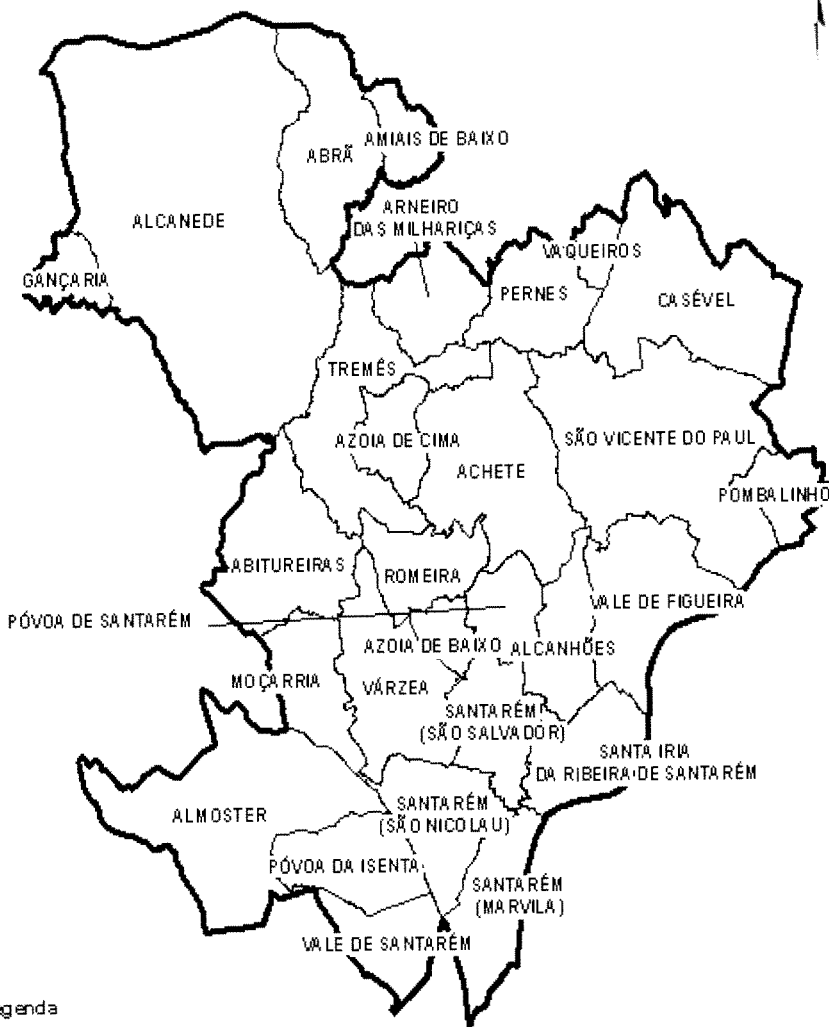 ABRÃ
AMIAIS DE BAIXO
ALCANEDE
ARNEIRO
DAS MILHARIÇAS
VAQUEIROS
GANÇARIA
PERNES
CASÉVEL
TREMÊS
AZOIA DE CIMA
SÃO VICENTE DO PAUL
ACHETE
POMBALINHO
ABITUREIRAS
ROMEIRA
VALE DE FIGUEIRA
PÓVOA DE SANTARÉM
AZOIA DE BAIXO
ALCANHÕES
MOÇARRIA
VÁRZEA
SANTARÉM
(SÃO SALVADOR)
SANTA IRIA
DA RIBEIRA DE SANTARÉM
ALMOSTER
SANTARÉM
(SÃO NICOLAU)
PÓVOA DA ISENTA
SANTARÉM
(MARVILA)
VALE DE SANTARÉM
genda